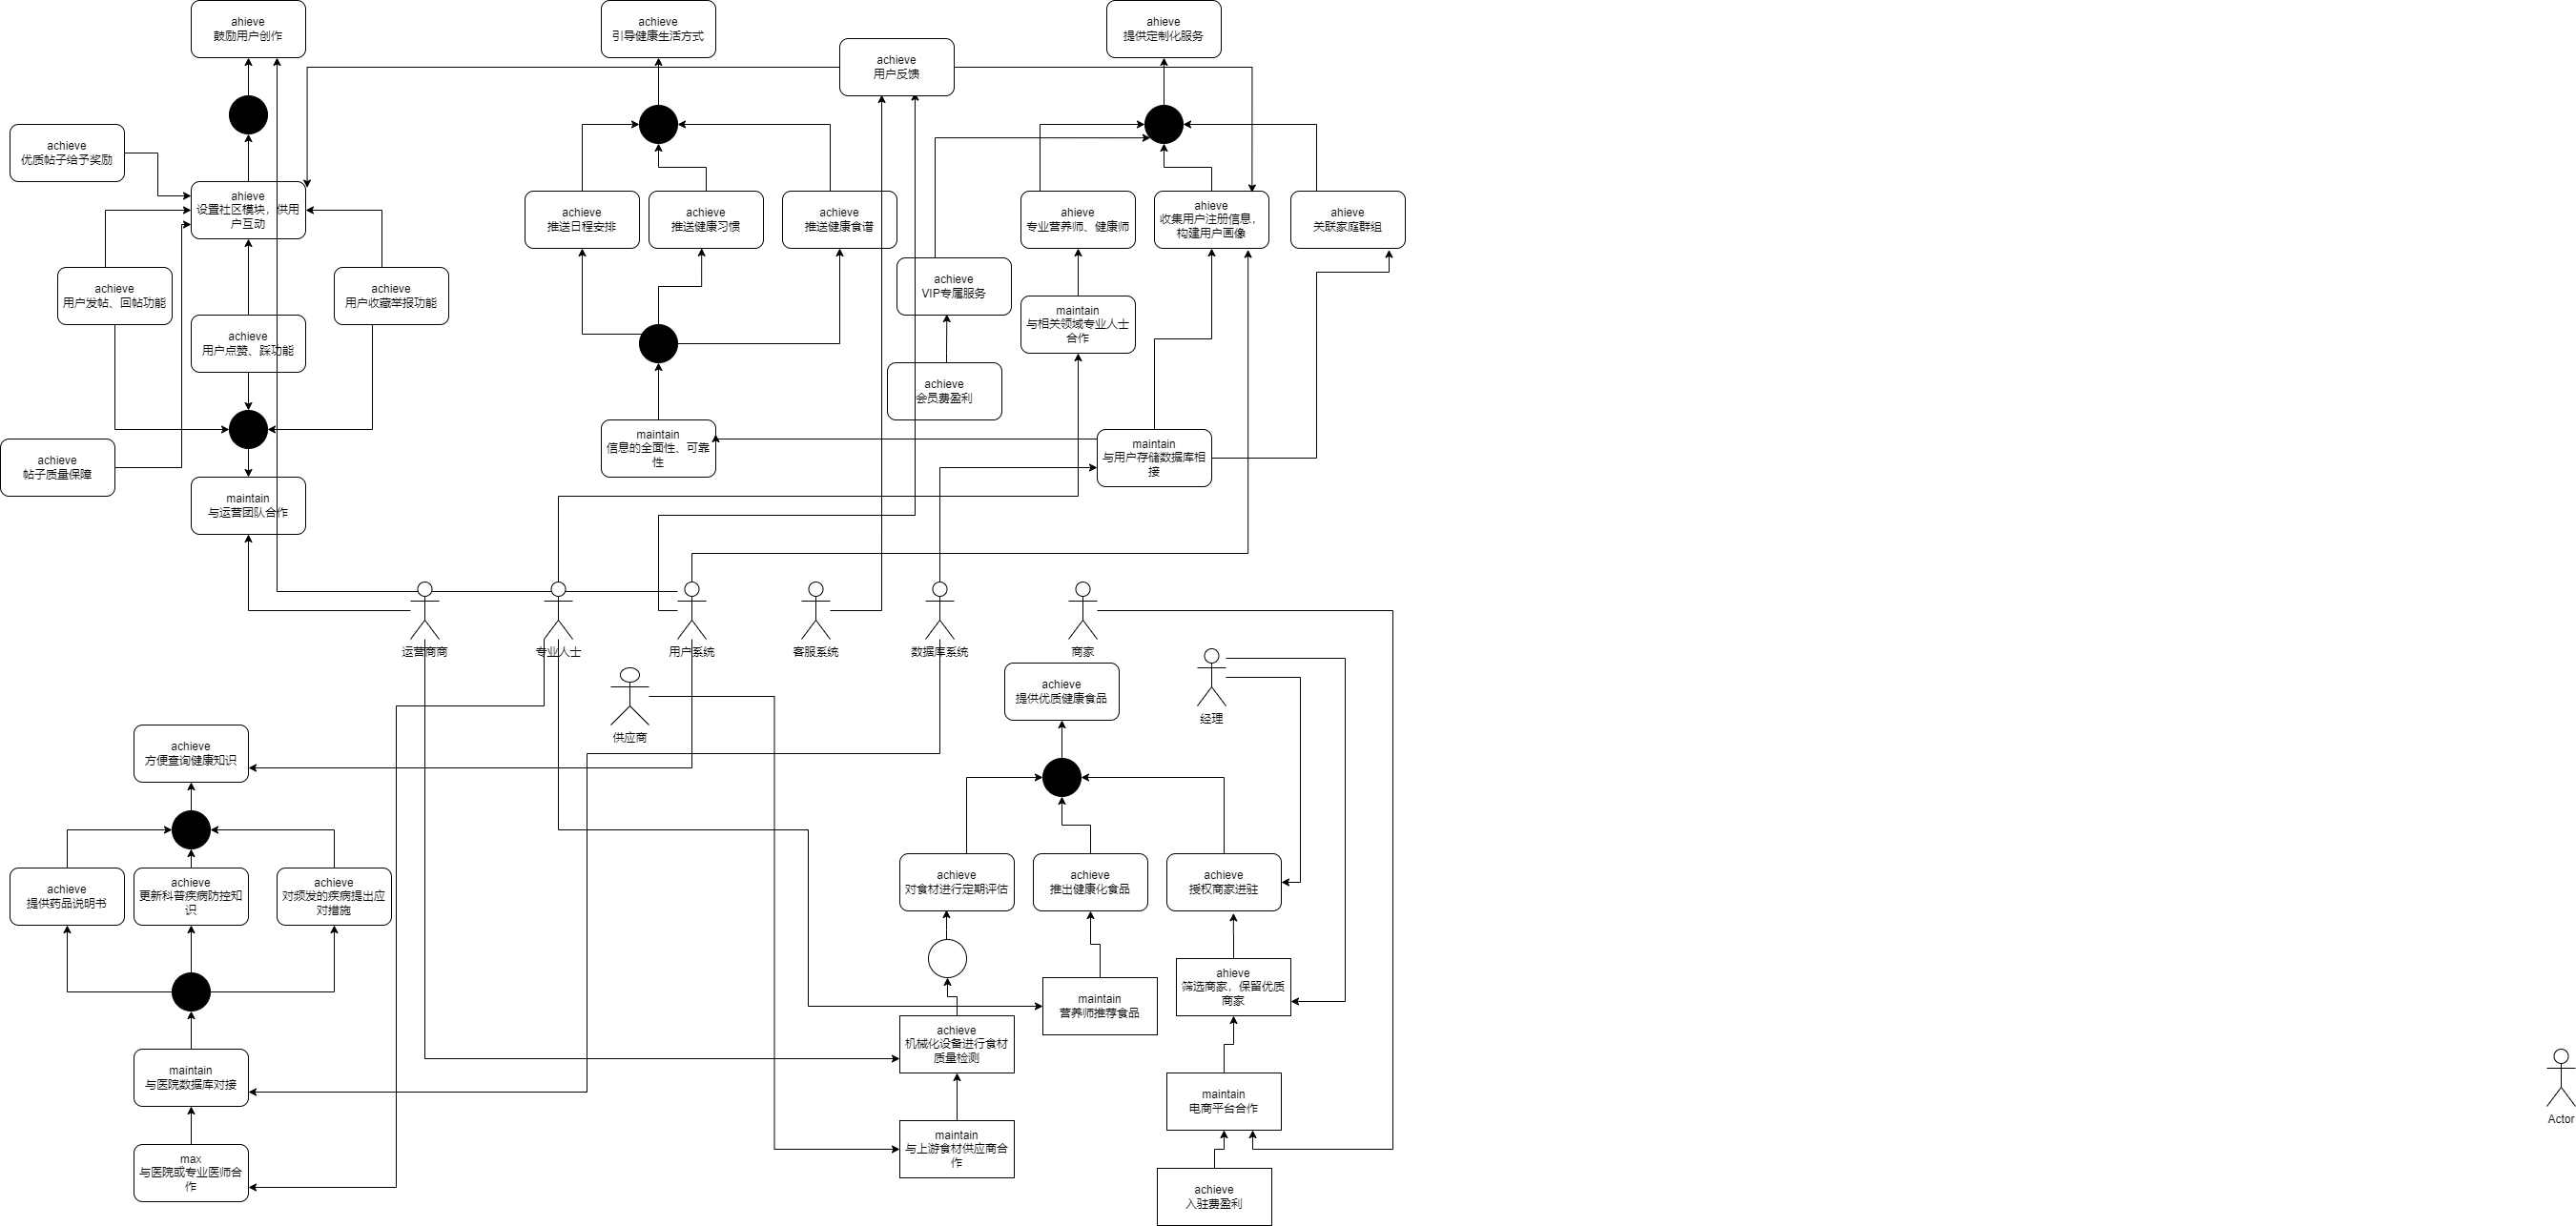 ahieve
鼓励用户创作
achieve
引导健康生活方式
ahieve
提供定制化服务
achieve
用户反馈
achieve
优质帖子给予奖励
ahieve
设置社区模块，供用
户互动
achieve
推送日程安排
achieve
推送健康习惯
achieve
推送健康食谱
ahieve
专业营养师、健康师
ahieve
收集用户注册信息，
构建用户画像
ahieve
关联家庭群组
achieve
用户发帖、回帖功能
achieve
用户收藏举报功能
achieve
VIP专属服务
maintain
与相关领域专业人士
合作
achieve
用户点赞、踩功能
achieve
会员费盈利
maintain
信息的全面性、可靠
性
maintain
与用户存储数据库相
接
achieve
帖子质量保障
maintain
与运营团队合作
运营商商
专业人士
用户系统
客服系统
数据库系统
商家
achieve
提供优质健康食品
经理
供应商
achieve
方便查询健康知识
achieve
提供药品说明书
achieve
更新科普疾病防控知
识
achieve
对频发的疾病提出应
对措施
achieve
对食材进行定期评估
achieve
推出健康化食品
achieve
授权商家进驻
maintain
营养师推荐食品
ahieve
筛选商家，保留优质
商家
achieve
机械化设备进行食材
质量检测
maintain
与医院数据库对接
maintain
电商平台合作
Actor
maintain
与上游食材供应商合
作
max
与医院或专业医师合
作
achieve
入驻费盈利